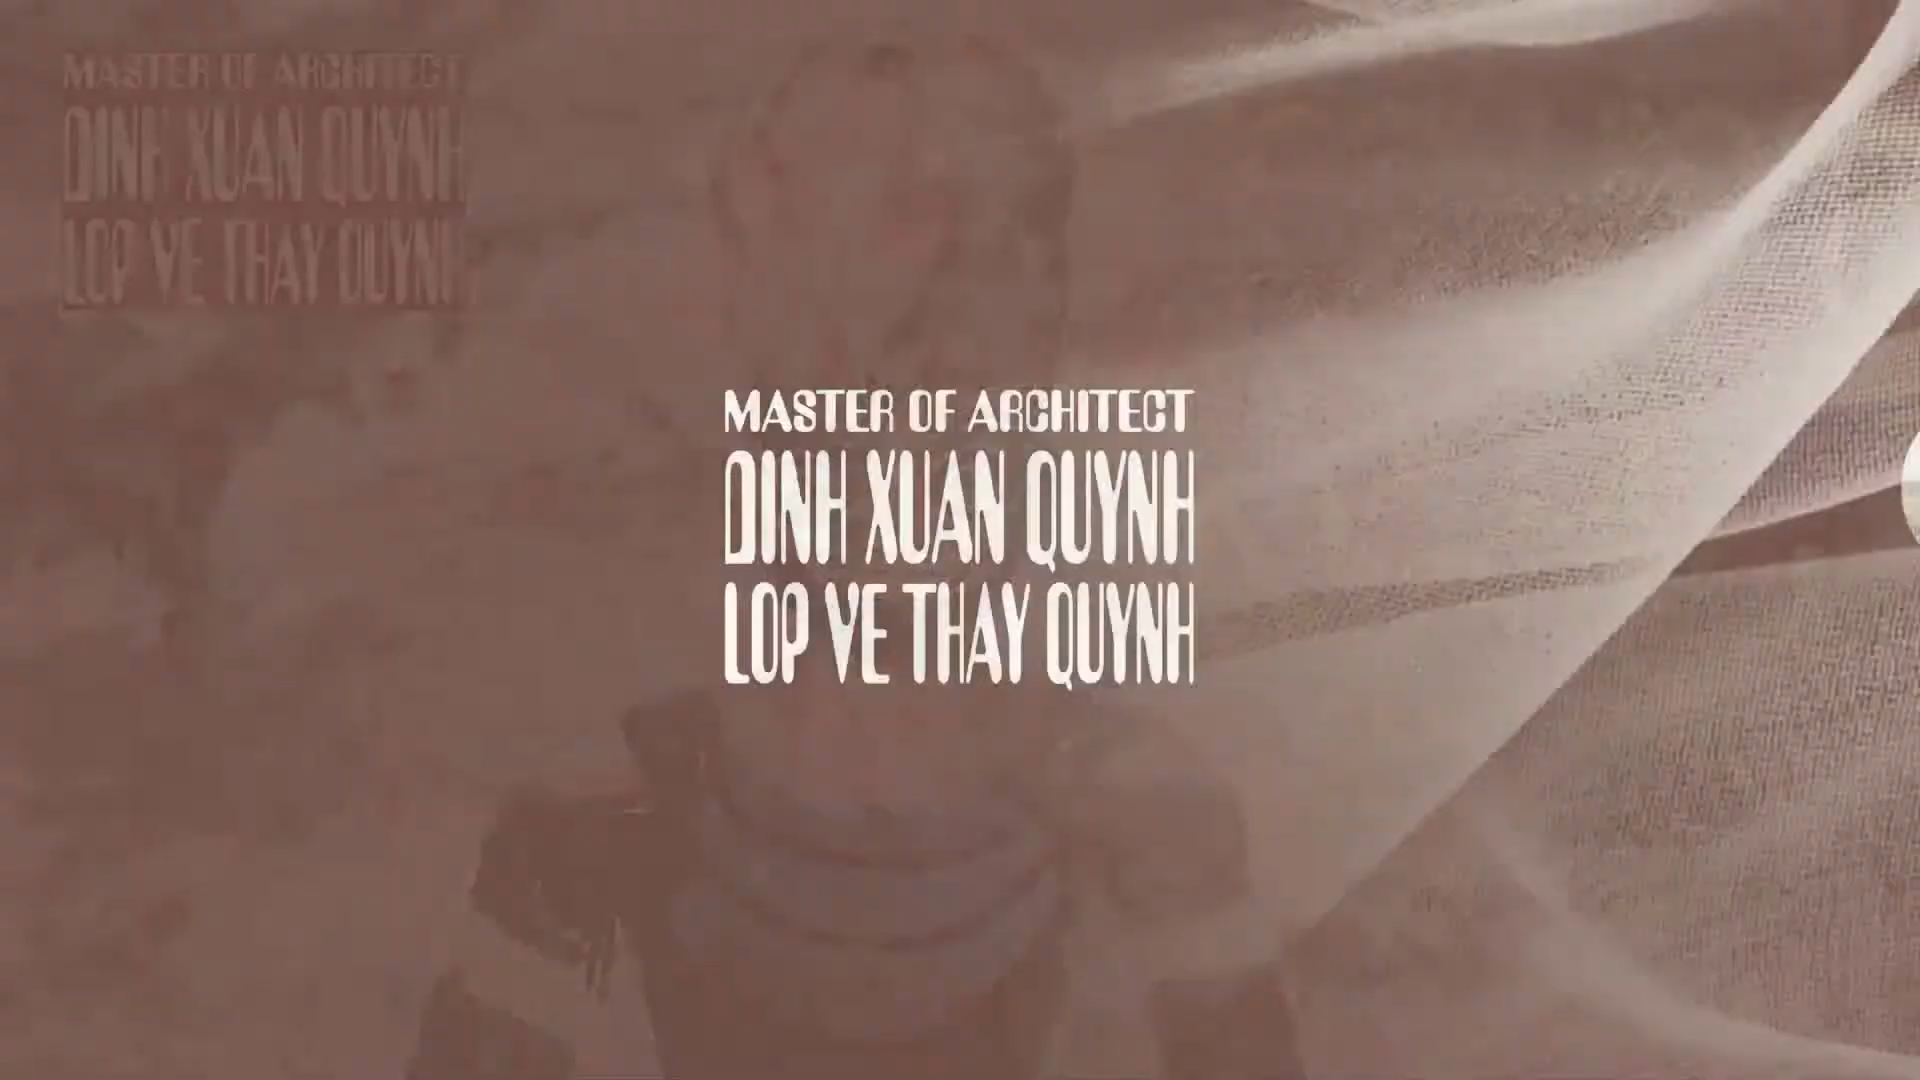 MASTER OF ARCHITECT
DINH XUAN QUYNH
LOP VE THAY QUYNH
MASTER OF ARCHITECT
DINH XUAN QUYNH
LOP VE THAY QUYNH